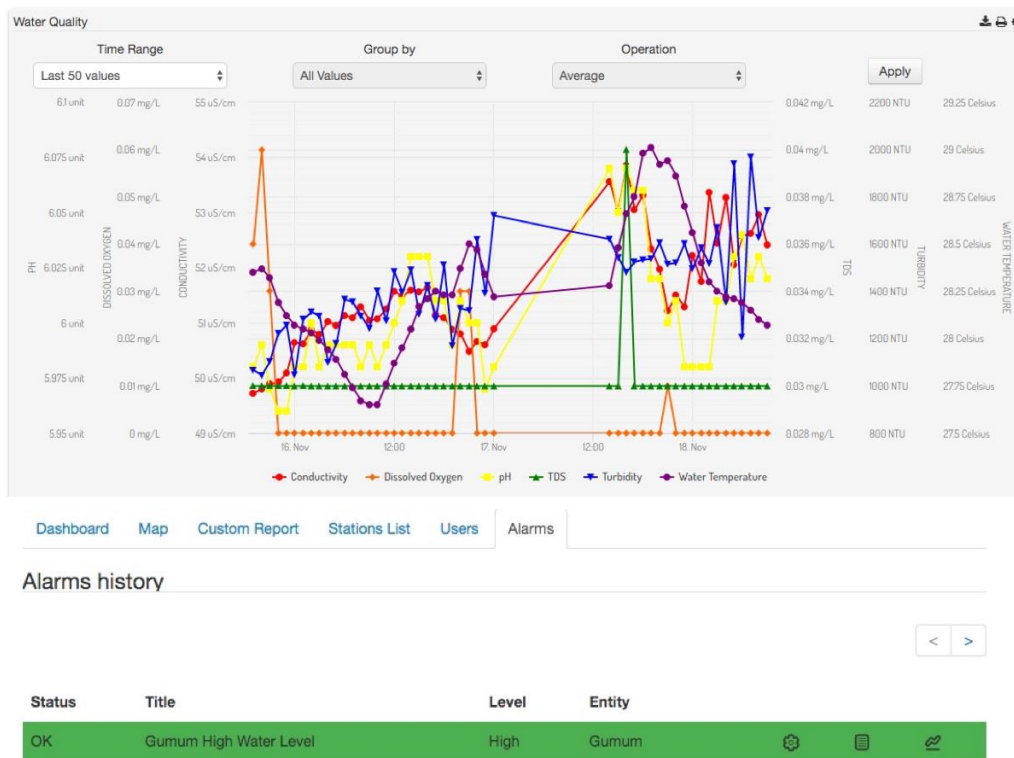 Water Quality
Time Range Group by Operation
Last 50 values All Values Average Apply
6.1 unit 0.07 mg/L 55 uS/cm 0.042 mg/L 2200 NTU 29.25 Celsius
6.075 unit 0.06 mg/L 54 uS/cm 0.04 mg/L 2000 NTU 29 Celsius
6.05 unit 0.05 mg/L 53 uS/cm 0.038 mg/L 1800 NTU 28.75 Celsius
PH DISSOLVED OXYGEN CONDUCTIVITY TDS TURBIDITY WATER TEMPERATURE
6.025 unit 0.04 mg/L 52 uS/cm 0.036 mg/L 1600 NTU 28.5 Celsius
6 unit 0.03 mg/L 51 uS/cm 0.034 mg/L 1400 NTU 28.25 Celsius
5.975 unit 0.02 mg/L 50 uS/cm 0.032 mg/L 1200 NTU 28 Celsius
0.01 mg/L 0.03 mg/L 1000 NTU 27.75 Celsius
5.95 unit 0 mg/L 49 uS/cm 0.028 mg/L 800 NTU 27.5 Celsius
16. Nov 12:00 17. Nov 12:00 18. Nov
Conductivity Dissolved Oxygen pH TDS Turbidity Water Temperature
Dashboard Map Custom Report Stations List Users Alarms
Alarms history
< >
Status Title Level Entity
OK Gumum High Water Level High Gumum